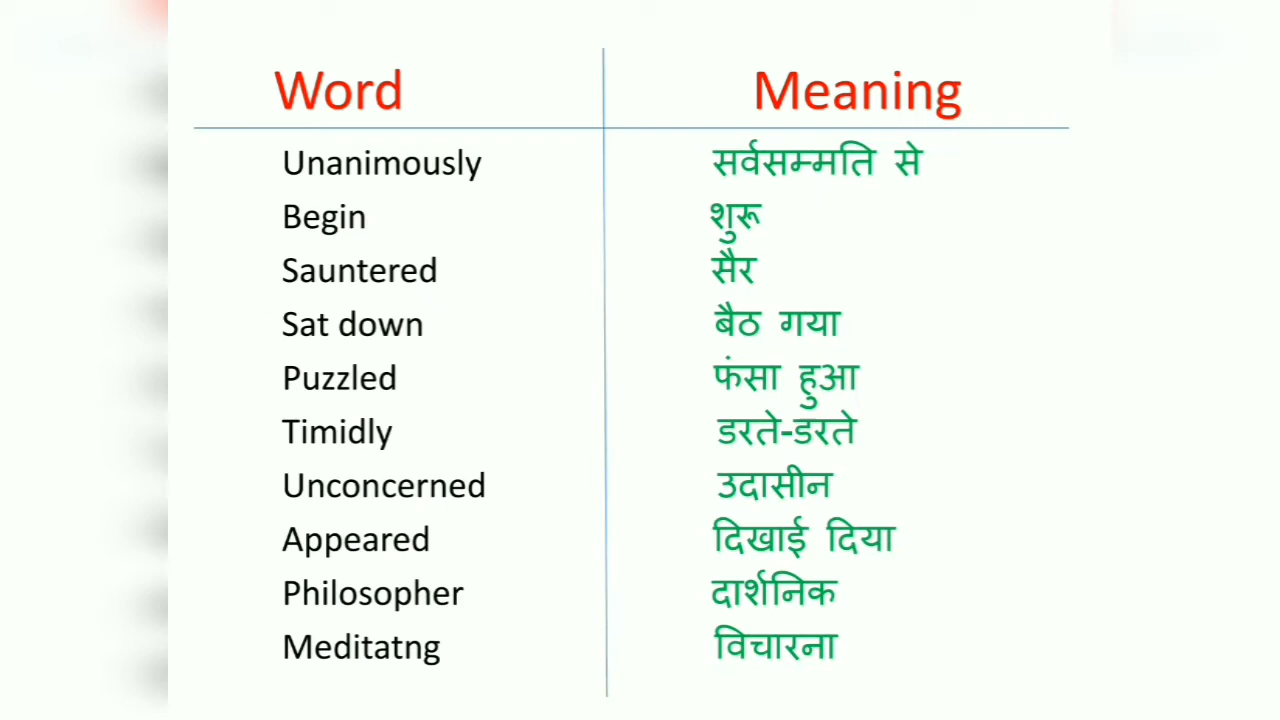 Word Meaning
Unanimously सर्वसम्मति से
Begin शुरू
Sauntered सैर
Sat down बैठ गया
Puzzled फंसा हुआ
Timidly डरते-डरते
Unconcerned उदासीन
Appeared दिखाई दिया
Philosopher दार्शनिक
Meditatng विचारना